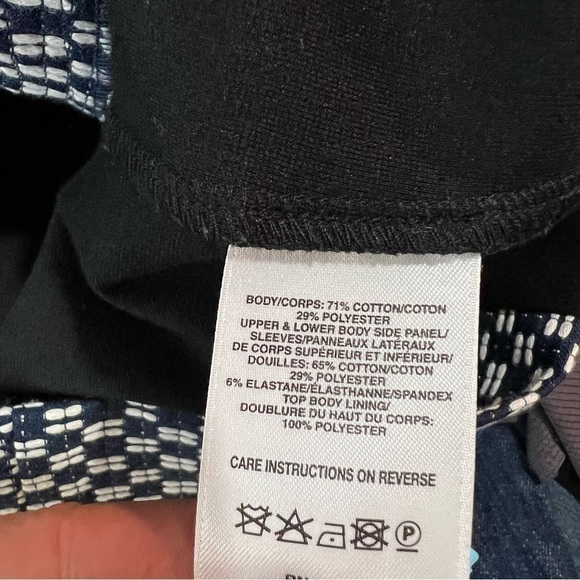 BODY/CORPS: 71% COTTON/COTON
29% POLYESTER
UPPER & LOWER BODY SIDE PANEL/
SLEEVES/PANNEAUX LATÉRAUX
DE CORPS SUPÉRIEUR ET INFÉRIEUR/
DOUILLES: 65% COTTON/COTON
29% POLYESTER
6% ELASTANE/ÉLASTHANNE/SPANDEX
TOP BODY LINING/
DOUBLURE DU HAUT DU CORPS:
100% POLYESTER
CARE INSTRUCTIONS ON REVERSE
P